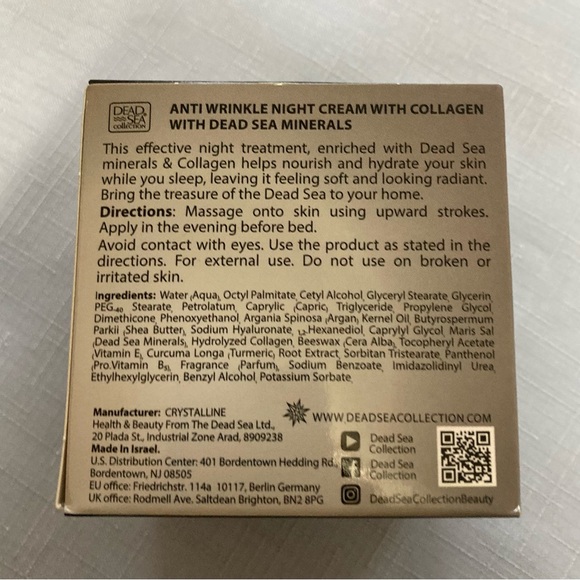 DEAD
SEA
collection
ANTI WRINKLE NIGHT CREAM WITH COLLAGEN
WITH DEAD SEA MINERALS
This effective night treatment, enriched with Dead Sea
minerals & Collagen helps nourish and hydrate your skin
while you sleep, leaving it feeling soft and looking radiant.
Bring the treasure of the Dead Sea to your home.
Directions: Massage onto skin using upward strokes.
Apply in the evening before bed.
Avoid contact with eyes. Use the product as stated in the
directions. For external use. Do not use on broken or
irritated skin.
Ingredients: Water (Aqua), Octyl Palmitate, Cetyl Alcohol, Glyceryl Stearate, Glycerin,
PEG-40 Stearate, Petrolatum, Caprylic (Capric) Triglyceride, Propylene Glycol,
Dimethicone, Phenoxyethanol, Argania Spinosa (Argan) Kernel Oil, Butyrospermum
Parkii (Shea Butter), Sodium Hyaluronate, 1,2-Hexanediol, Caprylyl Glycol, Maris Sal
(Dead Sea Minerals), Hydrolyzed Collagen, Beeswax (Cera Alba), Tocopheryl Acetate
(Vitamin E), Curcuma Longa (Turmeric) Root Extract, Sorbitan Tristearate, Panthenol
(Pro.Vitamin B5), Fragrance (Parfum), Sodium Benzoate, Imidazolidinyl Urea,
Ethylhexylglycerin, Benzyl Alcohol, Potassium Sorbate.
Manufacturer: CRYSTALLINE
Health & Beauty From The Dead Sea Ltd.,
20 Plada St., Industrial Zone Arad, 8909238
Made in Israel.
U.S. Distribution Center: 401 Bordentown Hedding Rd.,
Bordentown, NJ 08505
EU office: Friedrichstr. 114a 10117, Berlin Germany
UK office: Rodmell Ave. Saltdean Brighton, BN2 8PG
WWW.DEADSEACOLLECTION.COM
Dead Sea
Collection
Dead Sea
Collection
DeadSeaCollectionBeauty